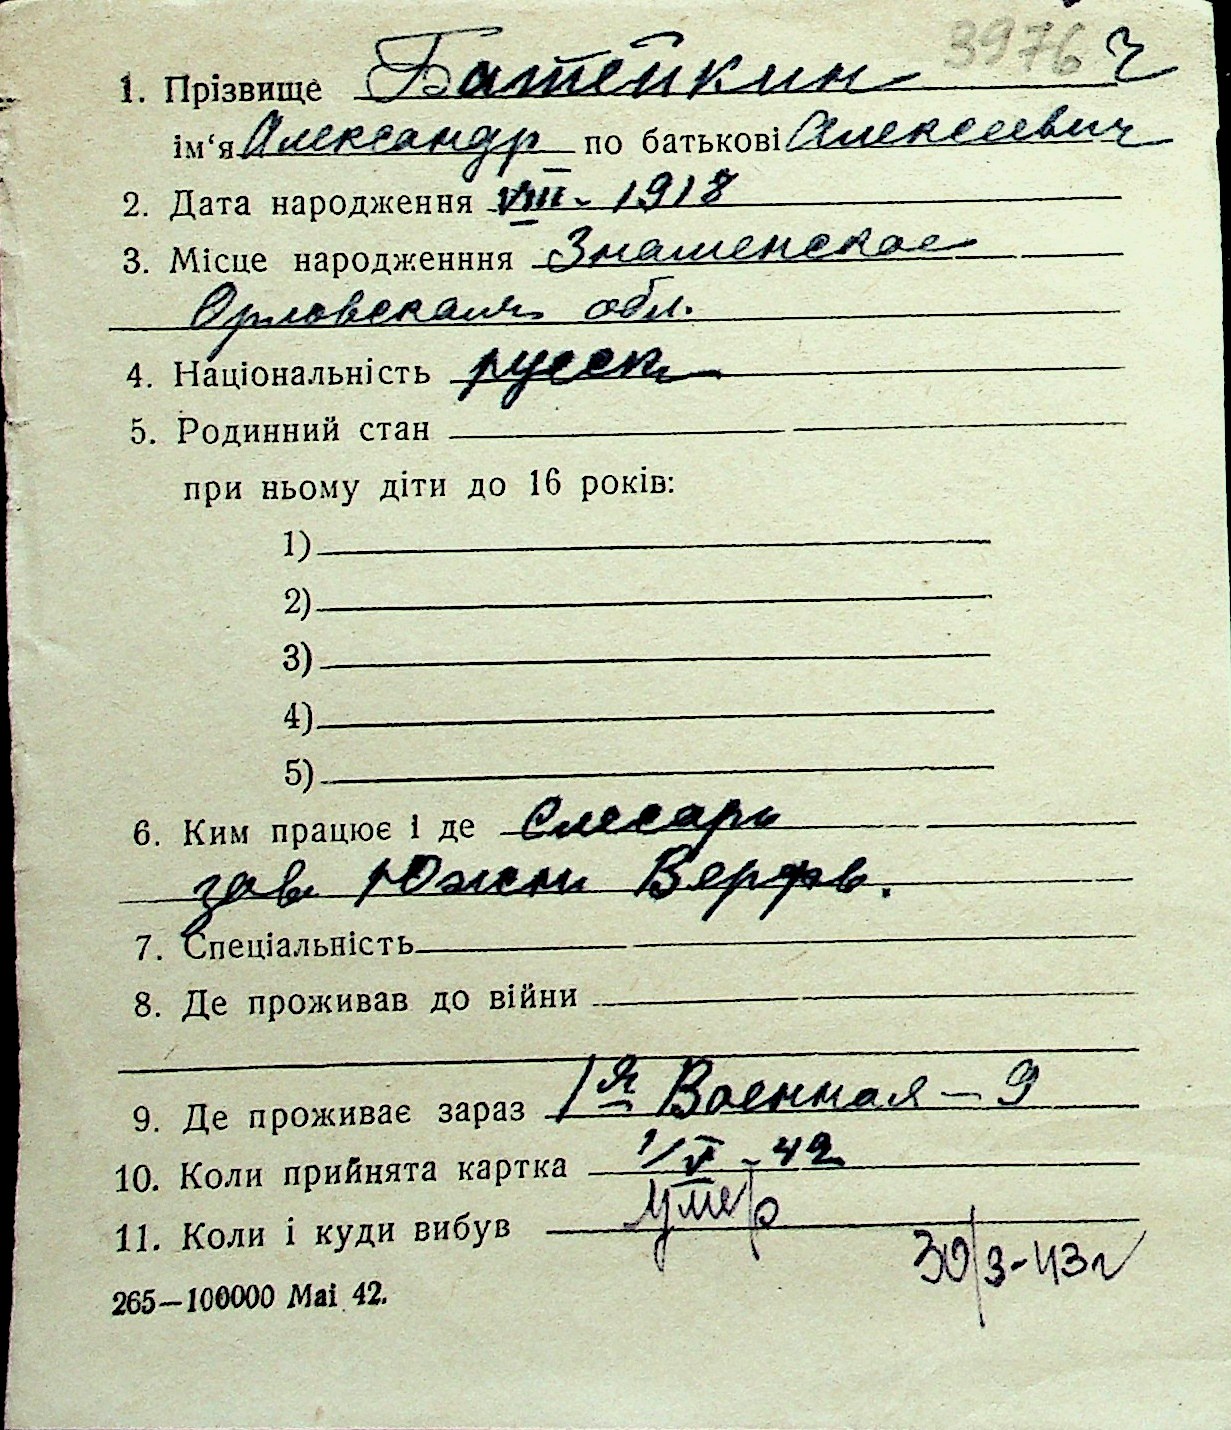 3976 ч
1. Прізвище Батейкин
ім'я Александр по батькові Алексеевич
2. Дата народження VIII - 1918
3. Місце народженння Знаменское
Орловская обл.
4. Національність русск
5. Родинний стан
при ньому діти до 16 років:
1)
2)
3)
4)
5)
6. Ким працює і де Слесарь
зав Южн Верфь.
7. Спеціальність
8. Де проживав до війни
9. Де проживає зараз 1я Военная - 9
10. Коли прийнята картка 1/V - 42
11. Коли і куди вибув умер
30/3-43г
265—100000 Mai 42.